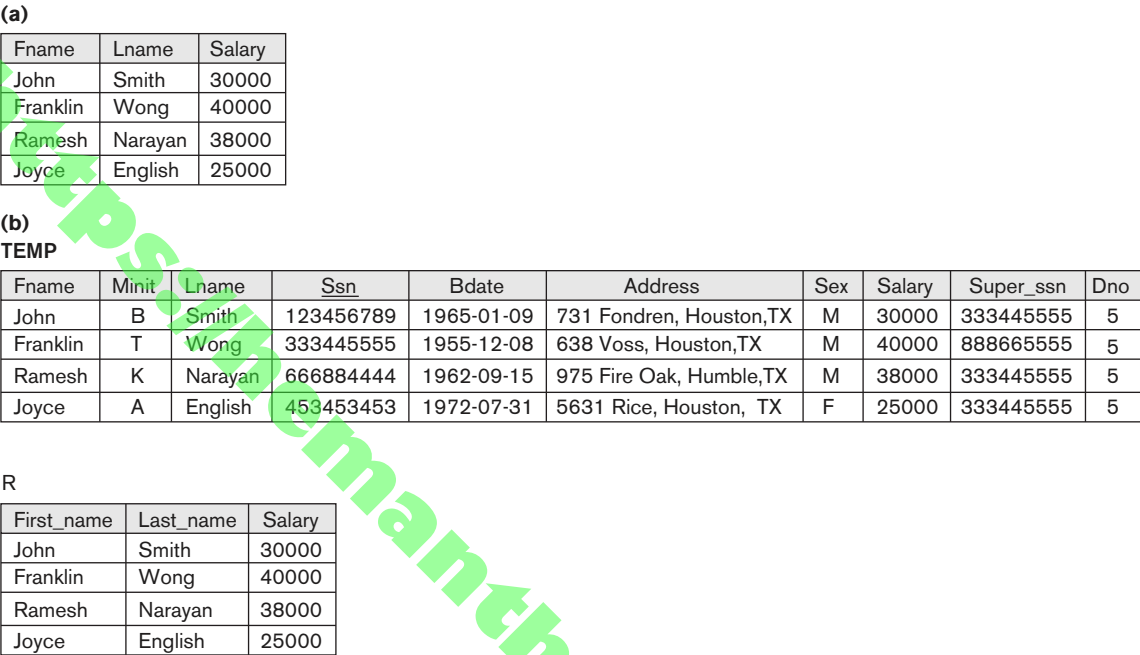 (a)
Fname Lname Salary
John Smith 30000
Franklin Wong 40000
Ramesh Narayan 38000
Joyce English 25000
(b)
TEMP
Fname Minit Lname Ssn Bdate Address Sex Salary Super_ssn Dno
John B Smith 123456789 1965-01-09 731 Fondren, Houston,TX M 30000 333445555 5
Franklin T Wong 333445555 1955-12-08 638 Voss, Houston,TX M 40000 888665555 5
Ramesh K Narayan 666884444 1962-09-15 975 Fire Oak, Humble,TX M 38000 333445555 5
Joyce A English 453453453 1972-07-31 5631 Rice, Houston, TX F 25000 333445555 5
R
First_name Last_name Salary
John Smith 30000
Franklin Wong 40000
Ramesh Narayan 38000
Joyce English 25000
https://hemanth